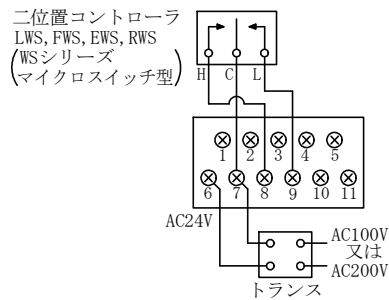 二位置コントローラ
LWS, FWS, EWS, RWS
(WSシリーズ
マイクロスイッチ型)
H C L
1 2 3 4 5
6 7 8 9 10 11
AC24V
AC100V
又は
AC200V
トランス